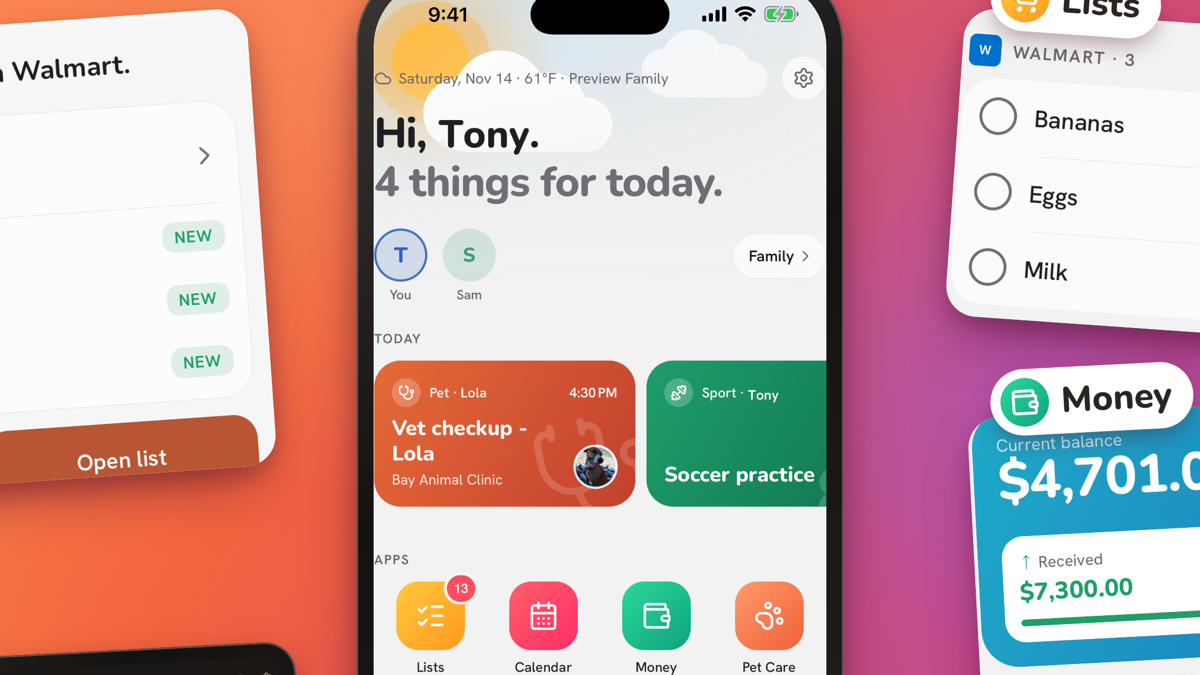 Walmart.
NEW
NEW
NEW
Open list
9:41
Saturday, Nov 14 · 61°F · Preview Family
Hi, Tony.
4 things for today.
T
S
You
Sam
Family
TODAY
Pet · Lola
4:30 PM
Vet checkup -
Lola
Bay Animal Clinic
Sport · Tony
Soccer practice
APPS
13
Lists
Calendar
Money
Pet Care
Lists
W
WALMART · 3
Bananas
Eggs
Milk
Money
Current balance
$4,701.0
↑ Received
$7,300.00